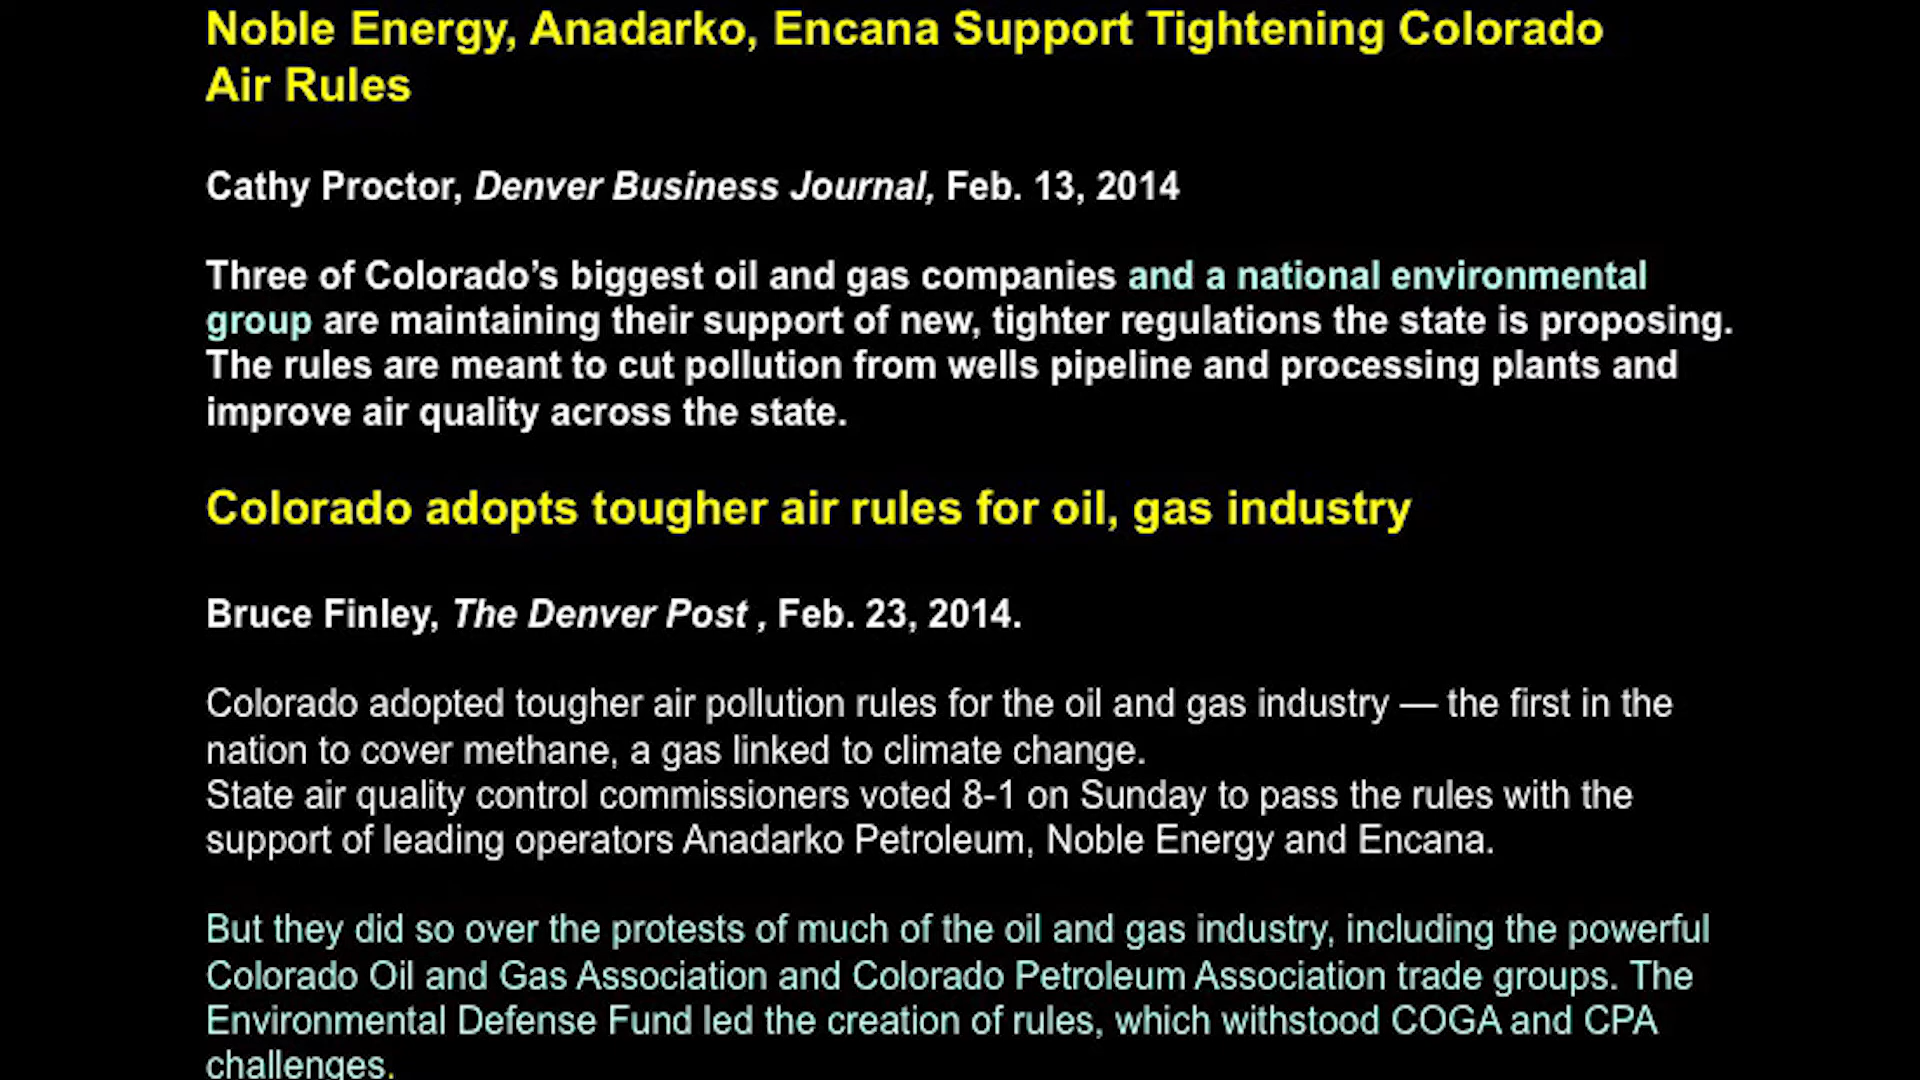 Noble Energy, Anadarko, Encana Support Tightening Colorado
Air Rules
Cathy Proctor, Denver Business Journal, Feb. 13, 2014
Three of Colorado’s biggest oil and gas companies and a national environmental
group are maintaining their support of new, tighter regulations the state is proposing.
The rules are meant to cut pollution from wells pipeline and processing plants and
improve air quality across the state.
Colorado adopts tougher air rules for oil, gas industry
Bruce Finley, The Denver Post , Feb. 23, 2014.
Colorado adopted tougher air pollution rules for the oil and gas industry — the first in the
nation to cover methane, a gas linked to climate change.
State air quality control commissioners voted 8-1 on Sunday to pass the rules with the
support of leading operators Anadarko Petroleum, Noble Energy and Encana.
But they did so over the protests of much of the oil and gas industry, including the powerful
Colorado Oil and Gas Association and Colorado Petroleum Association trade groups. The
Environmental Defense Fund led the creation of rules, which withstood COGA and CPA
challenges.